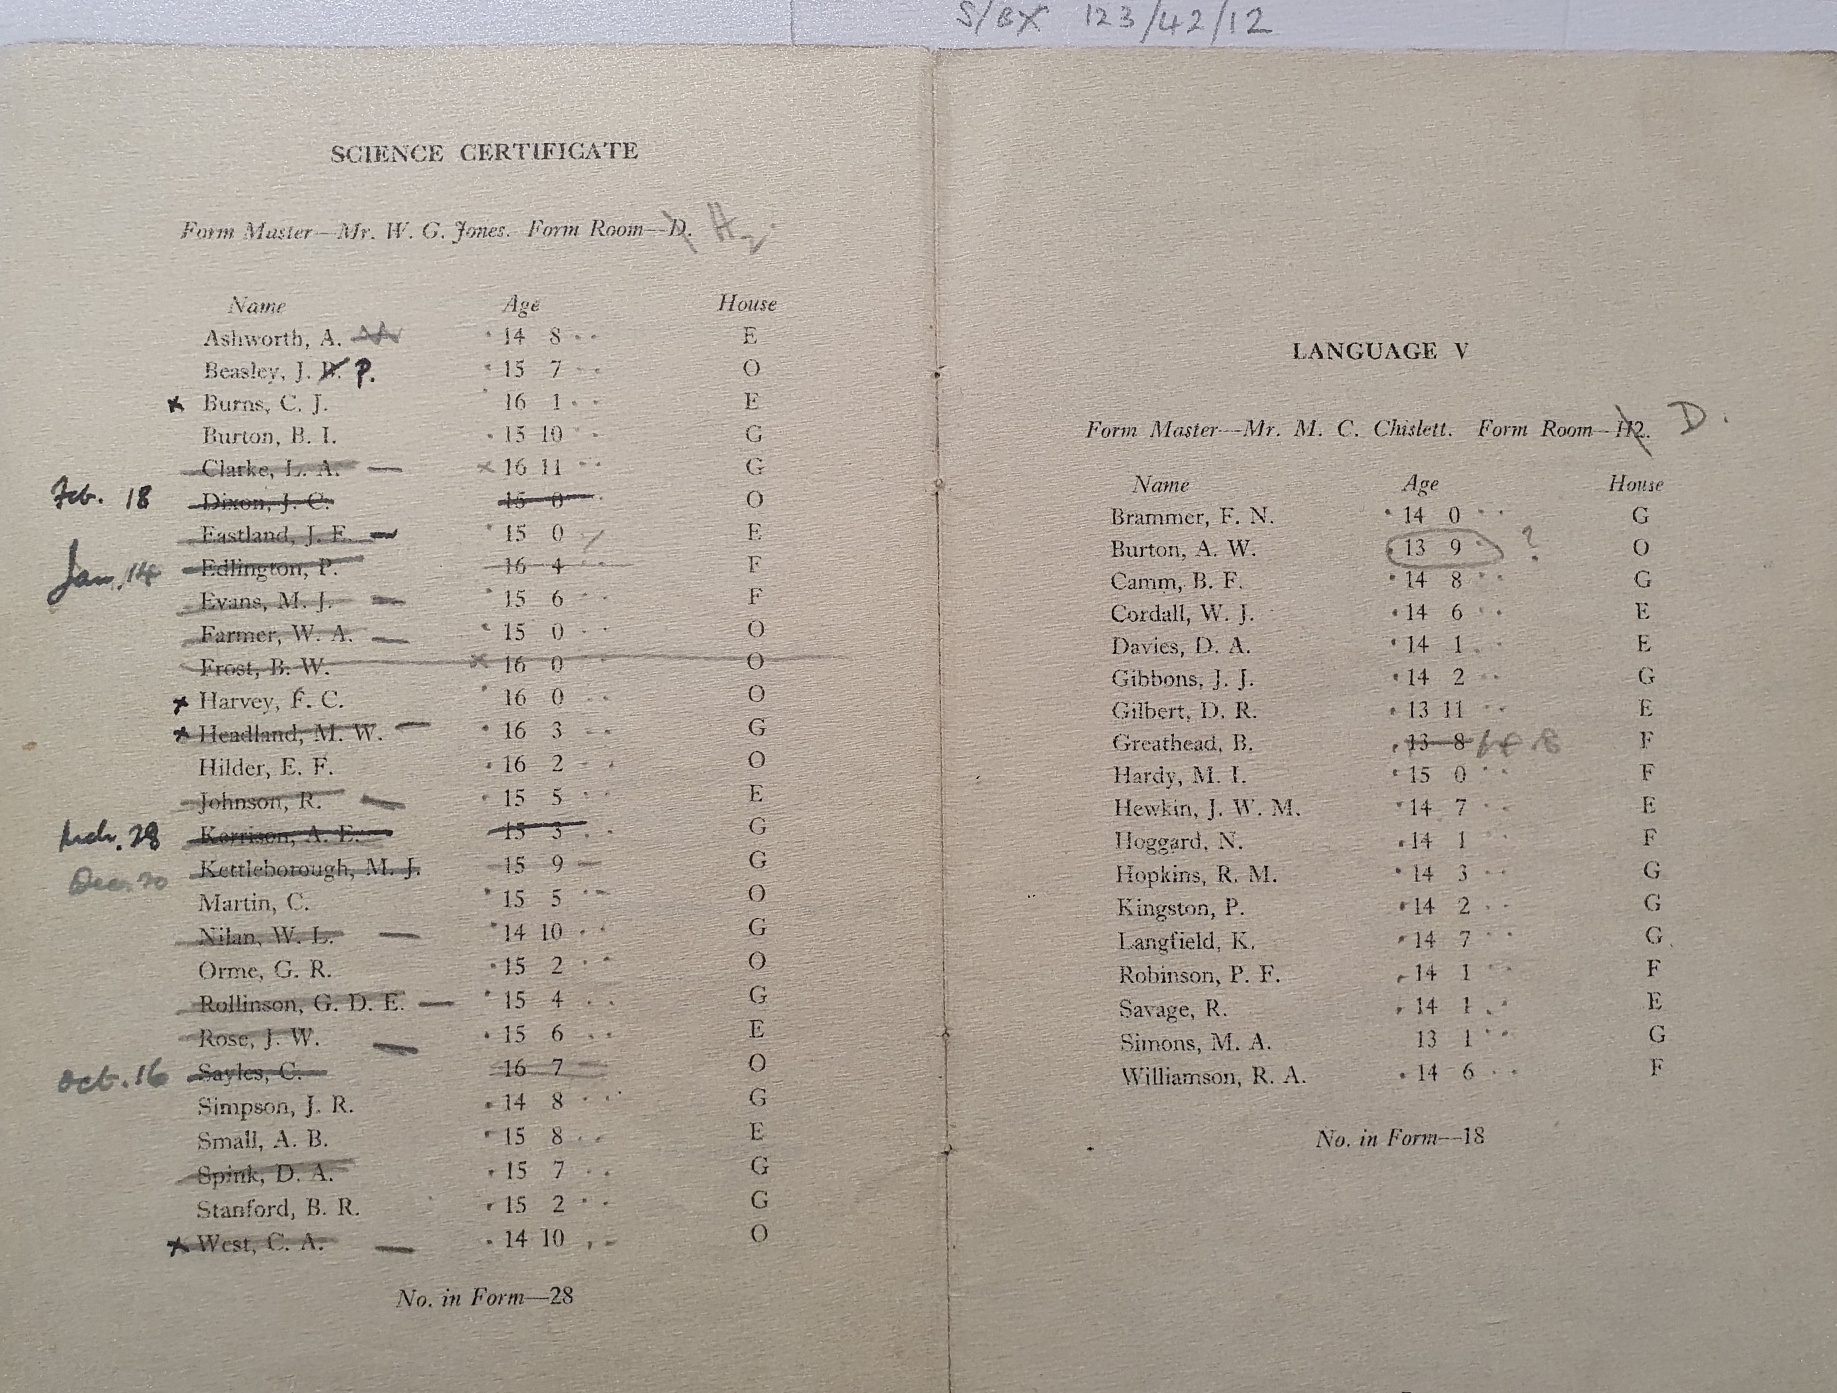 S/BX 123/42/12
SCIENCE CERTIFICATE
Form Master—Mr. W. G. Jones. Form Room—D. H2.
Name Age House
Ashworth, A. 14 8 E
Beasley, J. P. 15 7 O
x Burns, C. J. 16 1 E
Burton, B. I. 15 10 G
Clarke, L. A. — x 16 11 G
Feb. 18 Dixon, J. C. 15 0 O
Eastland, J. F. — 15 0 E
Jan. 14 Edlington, P. 16 4 F
Evans, M. J. — 15 6 F
Farmer, W. A. — 15 0 O
Frost, B. W. x 16 0 O
x Harvey, F. C. 16 0 O
x Headland, M. W. — 16 3 G
Hilder, E. F. 16 2 O
Johnson, R. — 15 5 E
Mch. 28 Kerrison, A. E. 15 3 G
Dec. 20 Kettleborough, M. J. 15 9 G
Martin, C. 15 5 O
Nilan, W. L. — 14 10 G
Orme, G. R. 15 2 O
Rollinson, G. D. E. — 15 4 G
Rose, J. W. — 15 6 E
Oct. 16 Sayles, C. 16 7 O
Simpson, J. R. 14 8 G
Small, A. B. 15 8 E
Spink, D. A. 15 7 G
Stanford, B. R. 15 2 G
x West, C. A. — 14 10 O
No. in Form—28
LANGUAGE V
Form Master—Mr. M. C. Chislett. Form Room—H2. D.
Name Age House
Brammer, F. N. 14 0 G
Burton, A. W. 13 9 ? O
Camm, B. F. 14 8 G
Cordall, W. J. 14 6 E
Davies, D. A. 14 1 E
Gibbons, J. J. 14 2 G
Gilbert, D. R. 13 11 E
Greathead, B. 13 8 14 8 F
Hardy, M. I. 15 0 F
Hewkin, J. W. M. 14 7 E
Hoggard, N. 14 1 F
Hopkins, R. M. 14 3 G
Kingston, P. 14 2 G
Langfield, K. 14 7 G
Robinson, P. F. 14 1 F
Savage, R. 14 1 E
Simons, M. A. 13 1 G
Williamson, R. A. 14 6 F
No. in Form—18